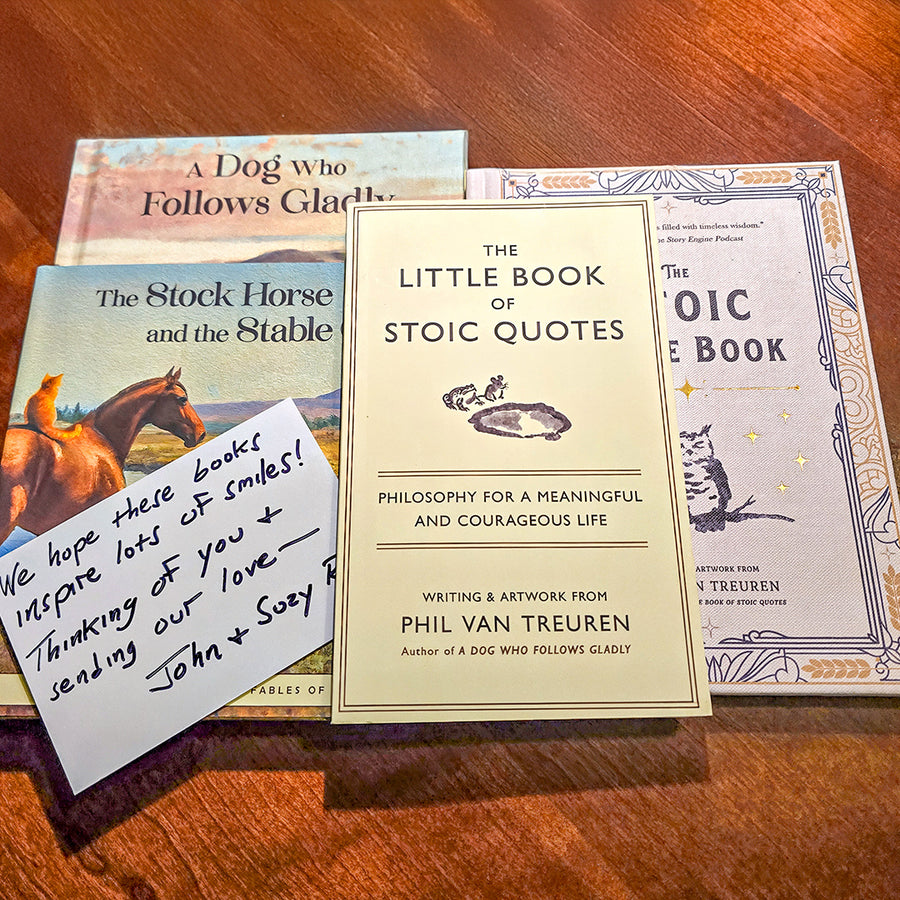 A Dog Who
Follows Gladly
The Stock Horse
and the Stable
We hope these books
inspire lots of smiles!
Thinking of you +
sending our love—
John + Suzy
FABLES OF
THE
LITTLE BOOK
OF
STOIC QUOTES
PHILOSOPHY FOR A MEANINGFUL
AND COURAGEOUS LIFE
WRITING & ARTWORK FROM
PHIL VAN TREUREN
Author of A DOG WHO FOLLOWS GLADLY
filled with timeless wisdom."
Story Engine Podcast
THE
TOIC
BOOK
ARTWORK FROM
TREUREN
BOOK OF STOIC QUOTES